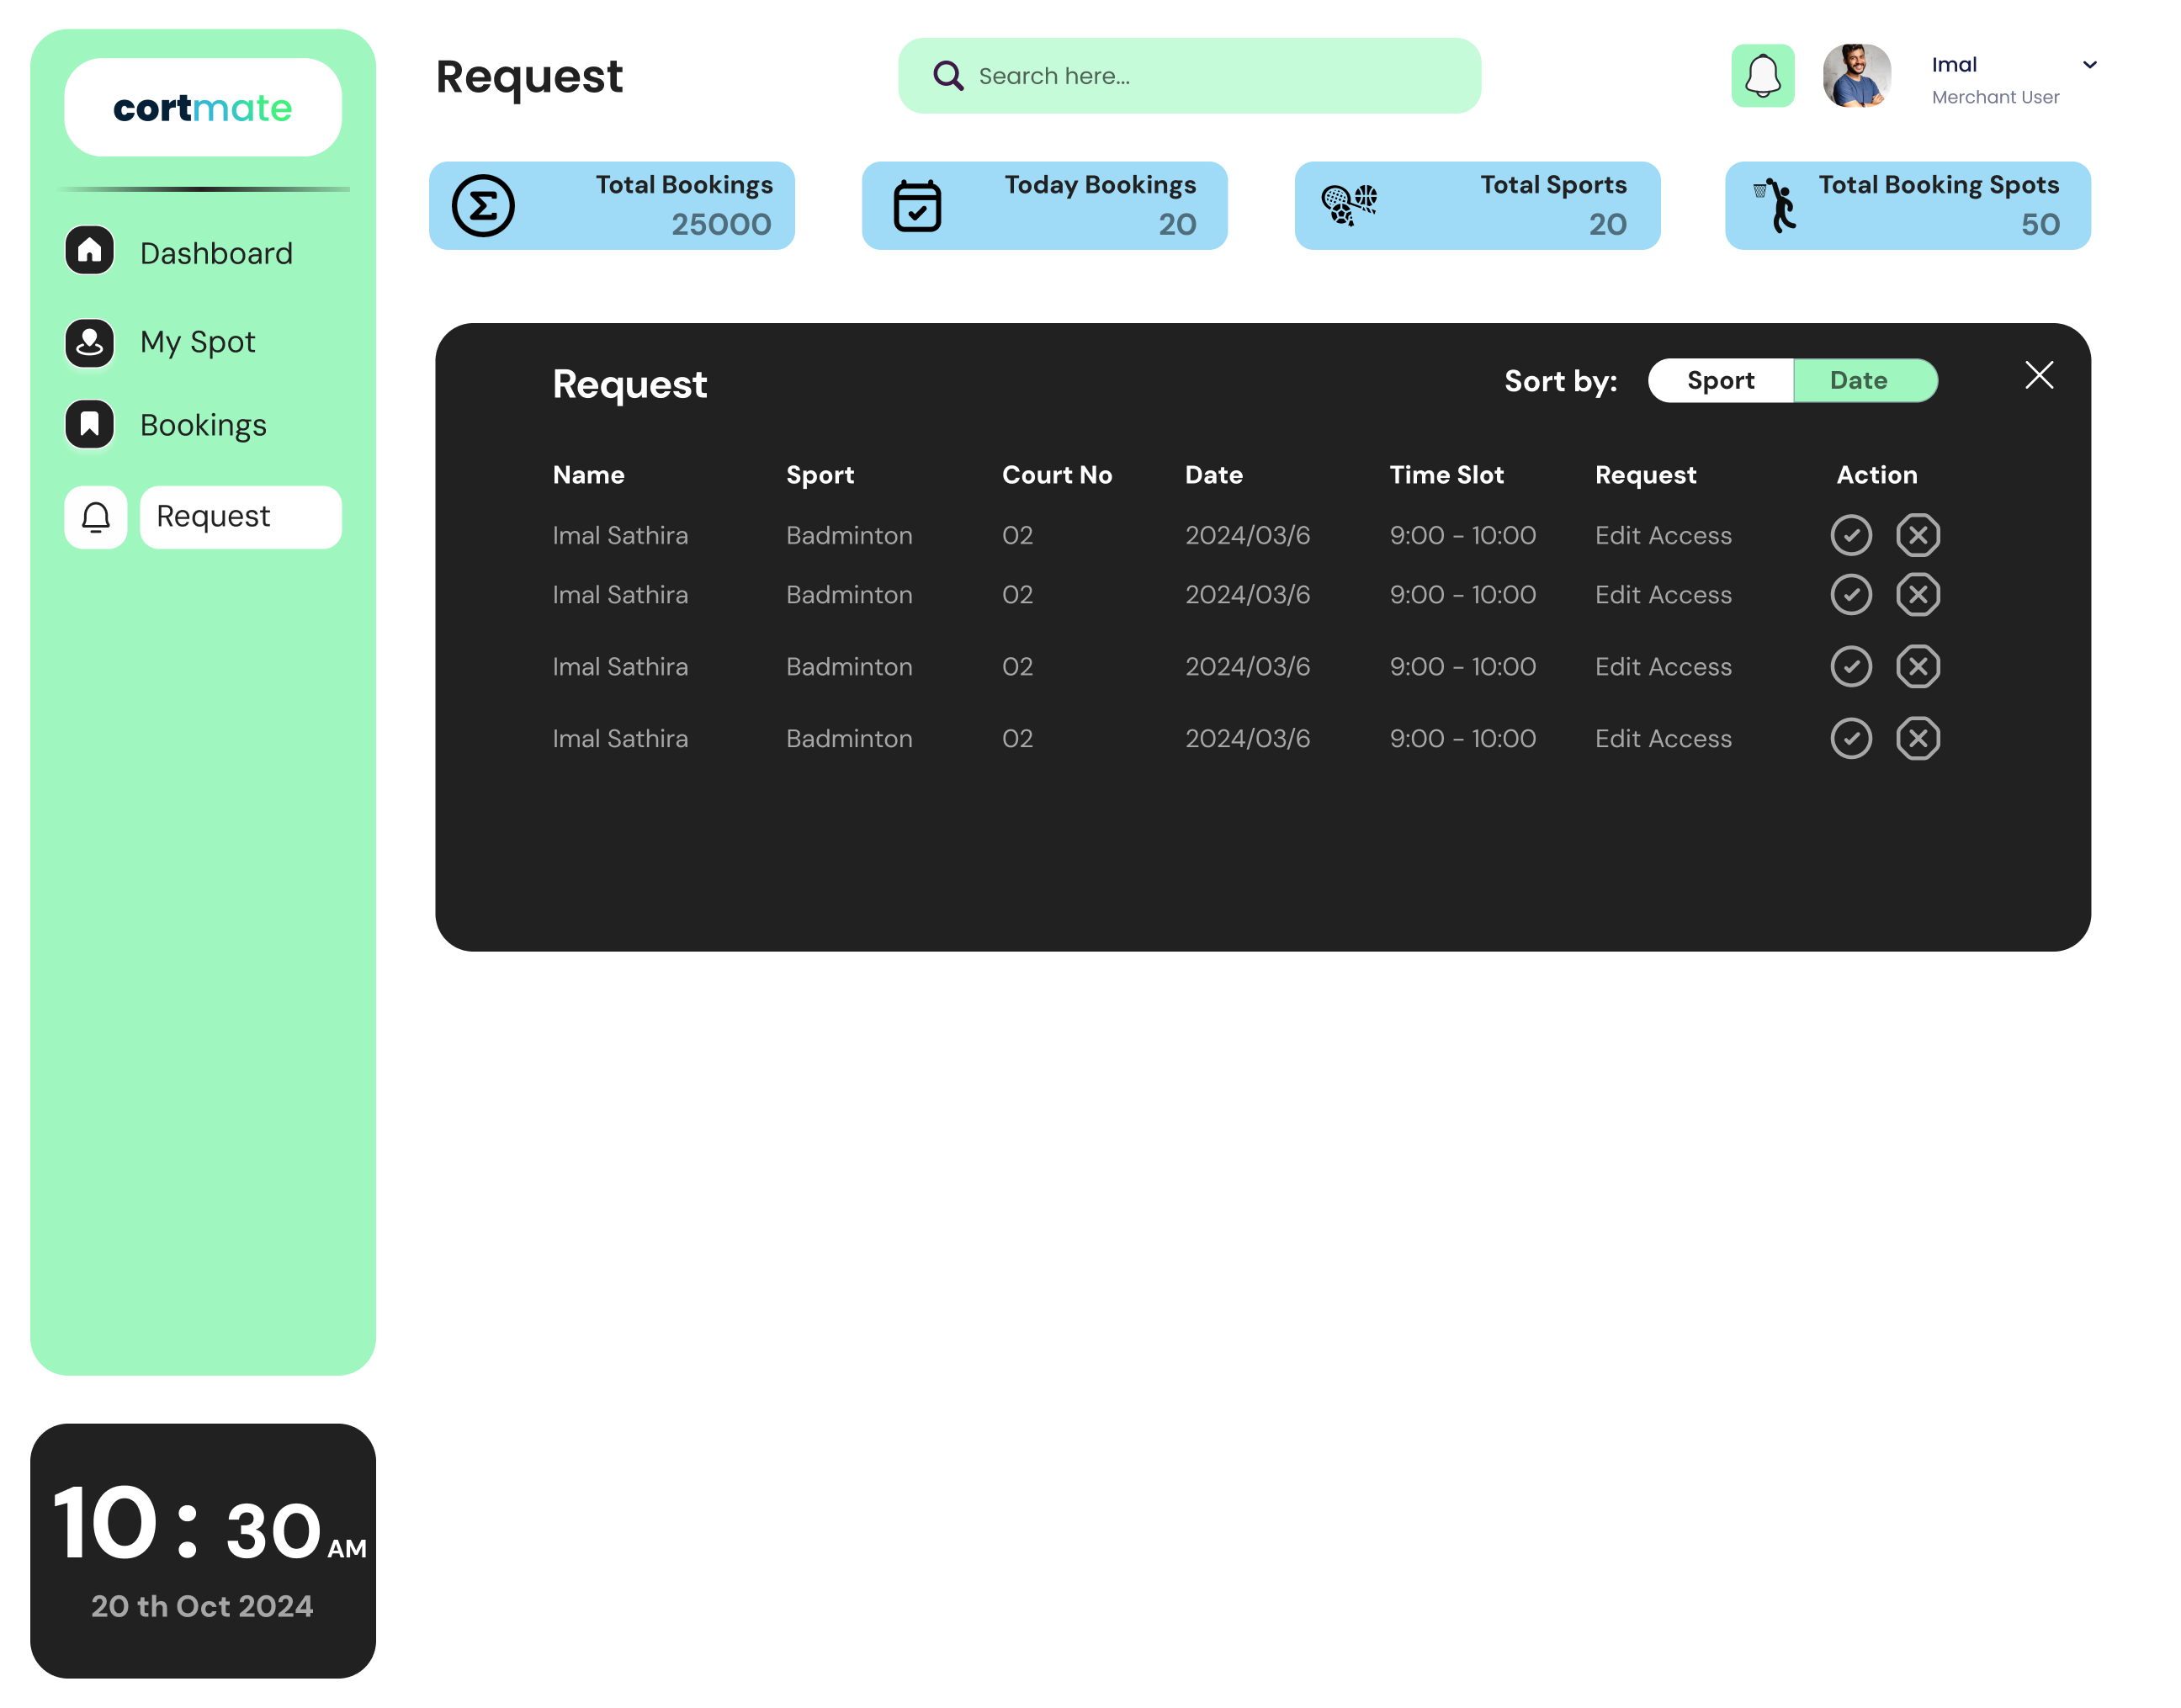 cortmate
Dashboard
My Spot
Bookings
Request
10 : 30 AM
20 th Oct 2024
Request
Search here...
Imal
Merchant User
Total Bookings
25000
Today Bookings
20
Total Sports
20
Total Booking Spots
50
Request
Sort by: Sport Date
Name Sport Court No Date Time Slot Request Action
Imal Sathira Badminton 02 2024/03/6 9:00 - 10:00 Edit Access
Imal Sathira Badminton 02 2024/03/6 9:00 - 10:00 Edit Access
Imal Sathira Badminton 02 2024/03/6 9:00 - 10:00 Edit Access
Imal Sathira Badminton 02 2024/03/6 9:00 - 10:00 Edit Access